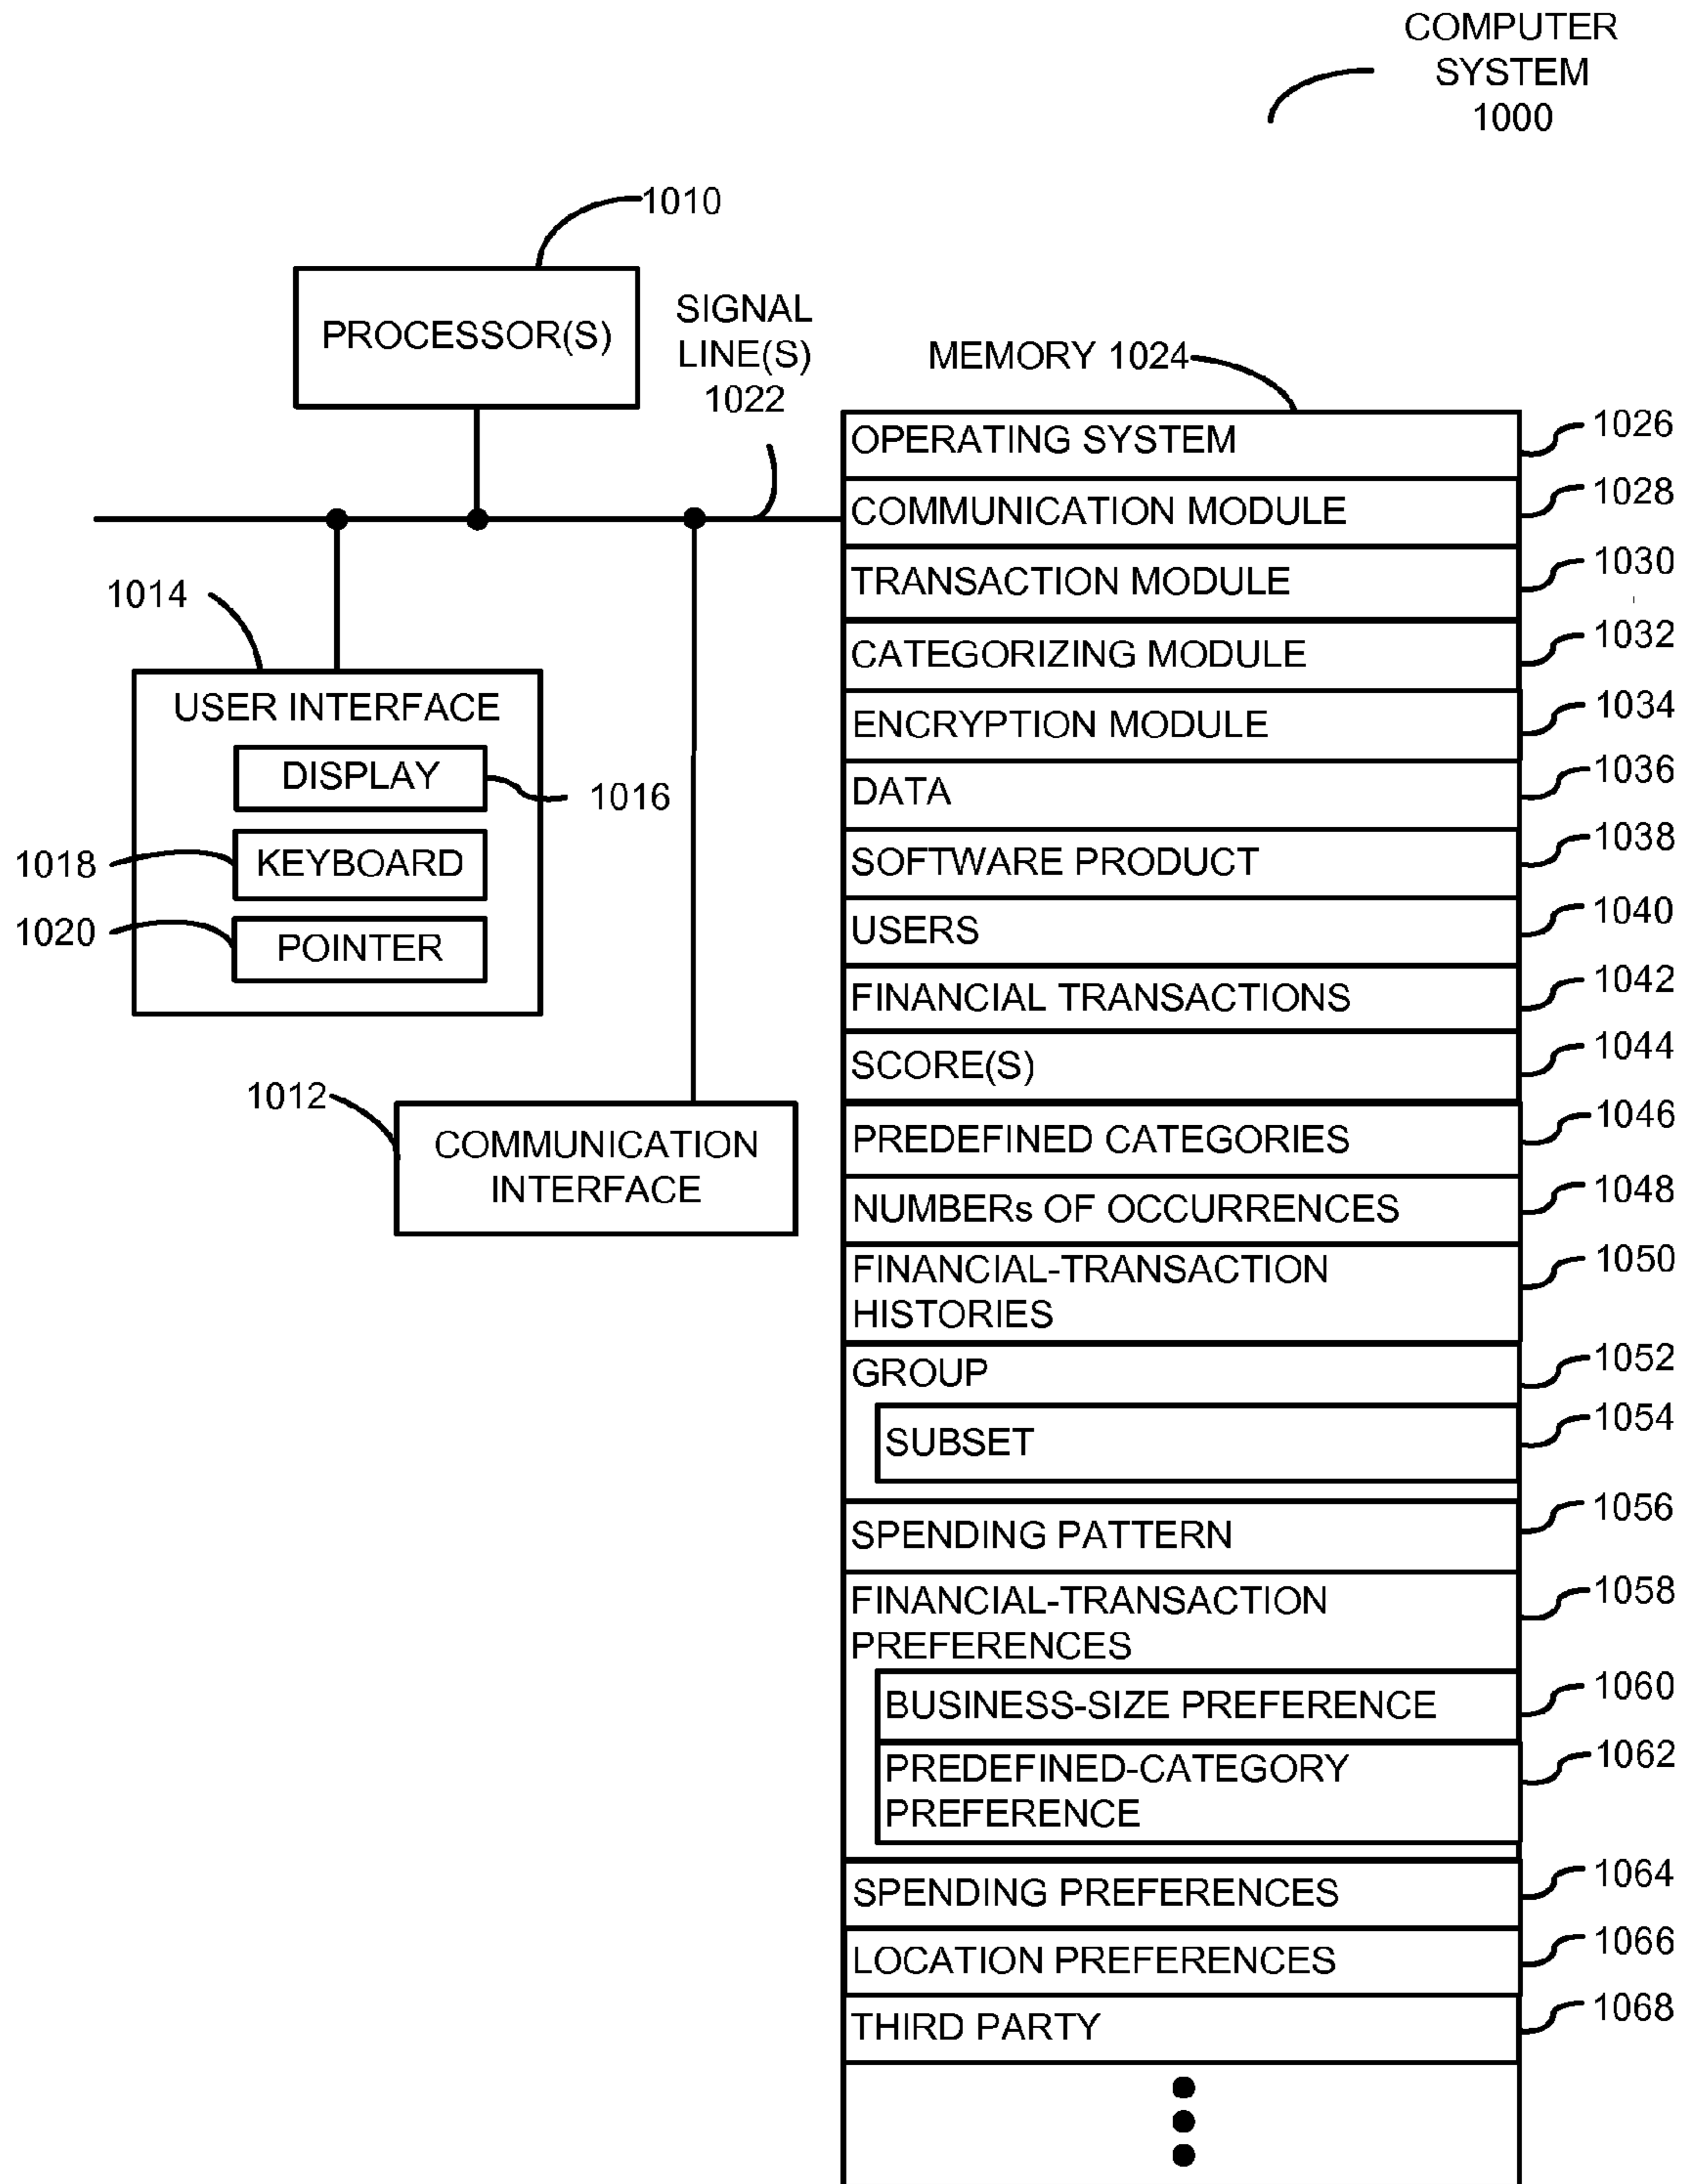 COMPUTER
SYSTEM
1000
1010
PROCESSOR(S)
SIGNAL
LINE(S)
1022
MEMORY 1024
OPERATING SYSTEM
1026
COMMUNICATION MODULE
1028
TRANSACTION MODULE
1030
CATEGORIZING MODULE
1032
ENCRYPTION MODULE
1034
DATA
1036
SOFTWARE PRODUCT
1038
USERS
1040
FINANCIAL TRANSACTIONS
1042
SCORE(S)
1044
PREDEFINED CATEGORIES
1046
NUMBERs OF OCCURRENCES
1048
FINANCIAL-TRANSACTION
HISTORIES
1050
GROUP
1052
SUBSET
1054
SPENDING PATTERN
1056
FINANCIAL-TRANSACTION
PREFERENCES
1058
BUSINESS-SIZE PREFERENCE
1060
PREDEFINED-CATEGORY
PREFERENCE
1062
SPENDING PREFERENCES
1064
LOCATION PREFERENCES
1066
THIRD PARTY
1068
1014
USER INTERFACE
DISPLAY
1016
1018
KEYBOARD
1020
POINTER
1012
COMMUNICATION
INTERFACE